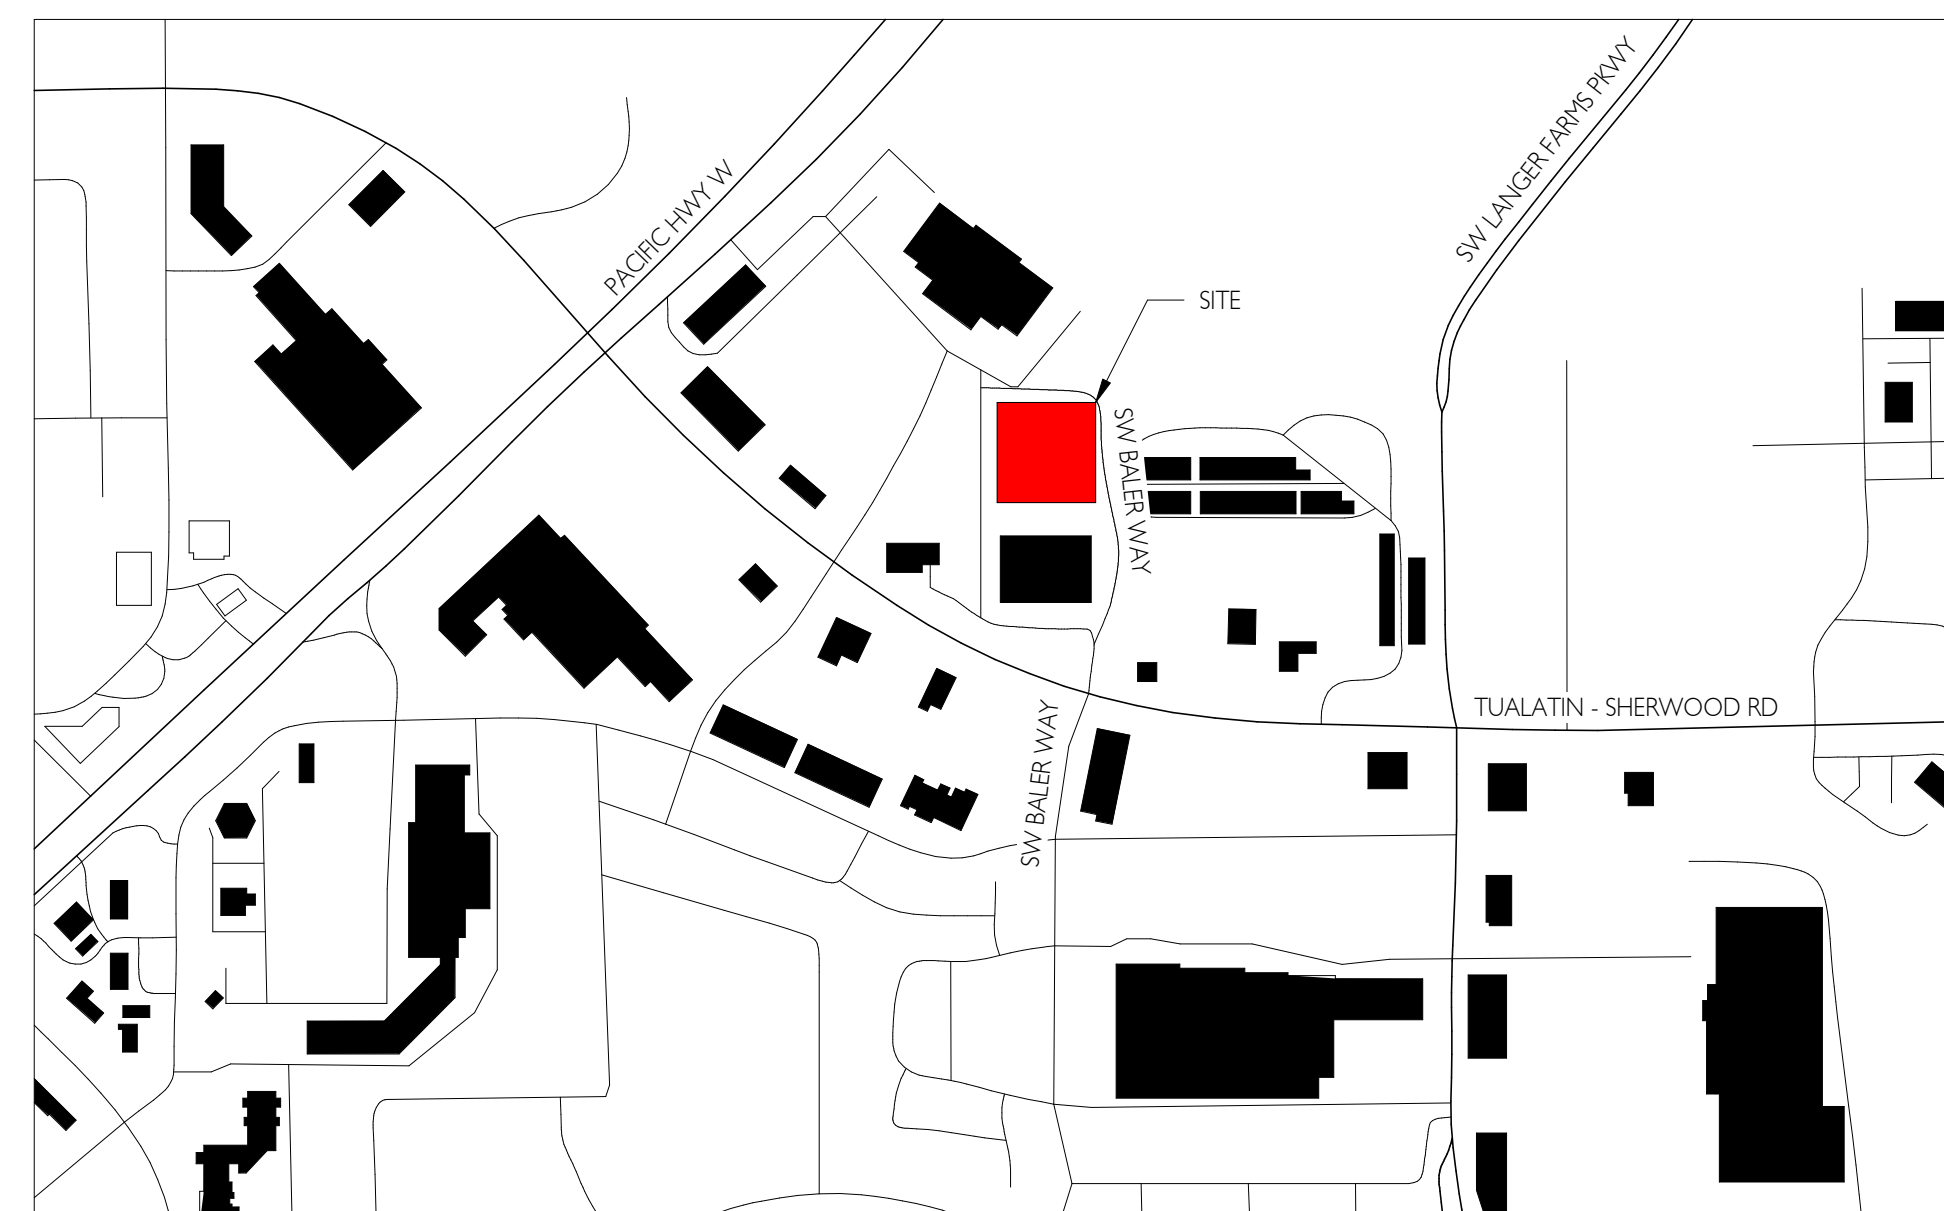 SW LANGER FARMS PKWY
PACIFIC HWY W
SITE
SW BALER WAY
TUALATIN - SHERWOOD RD
SW BALER WAY